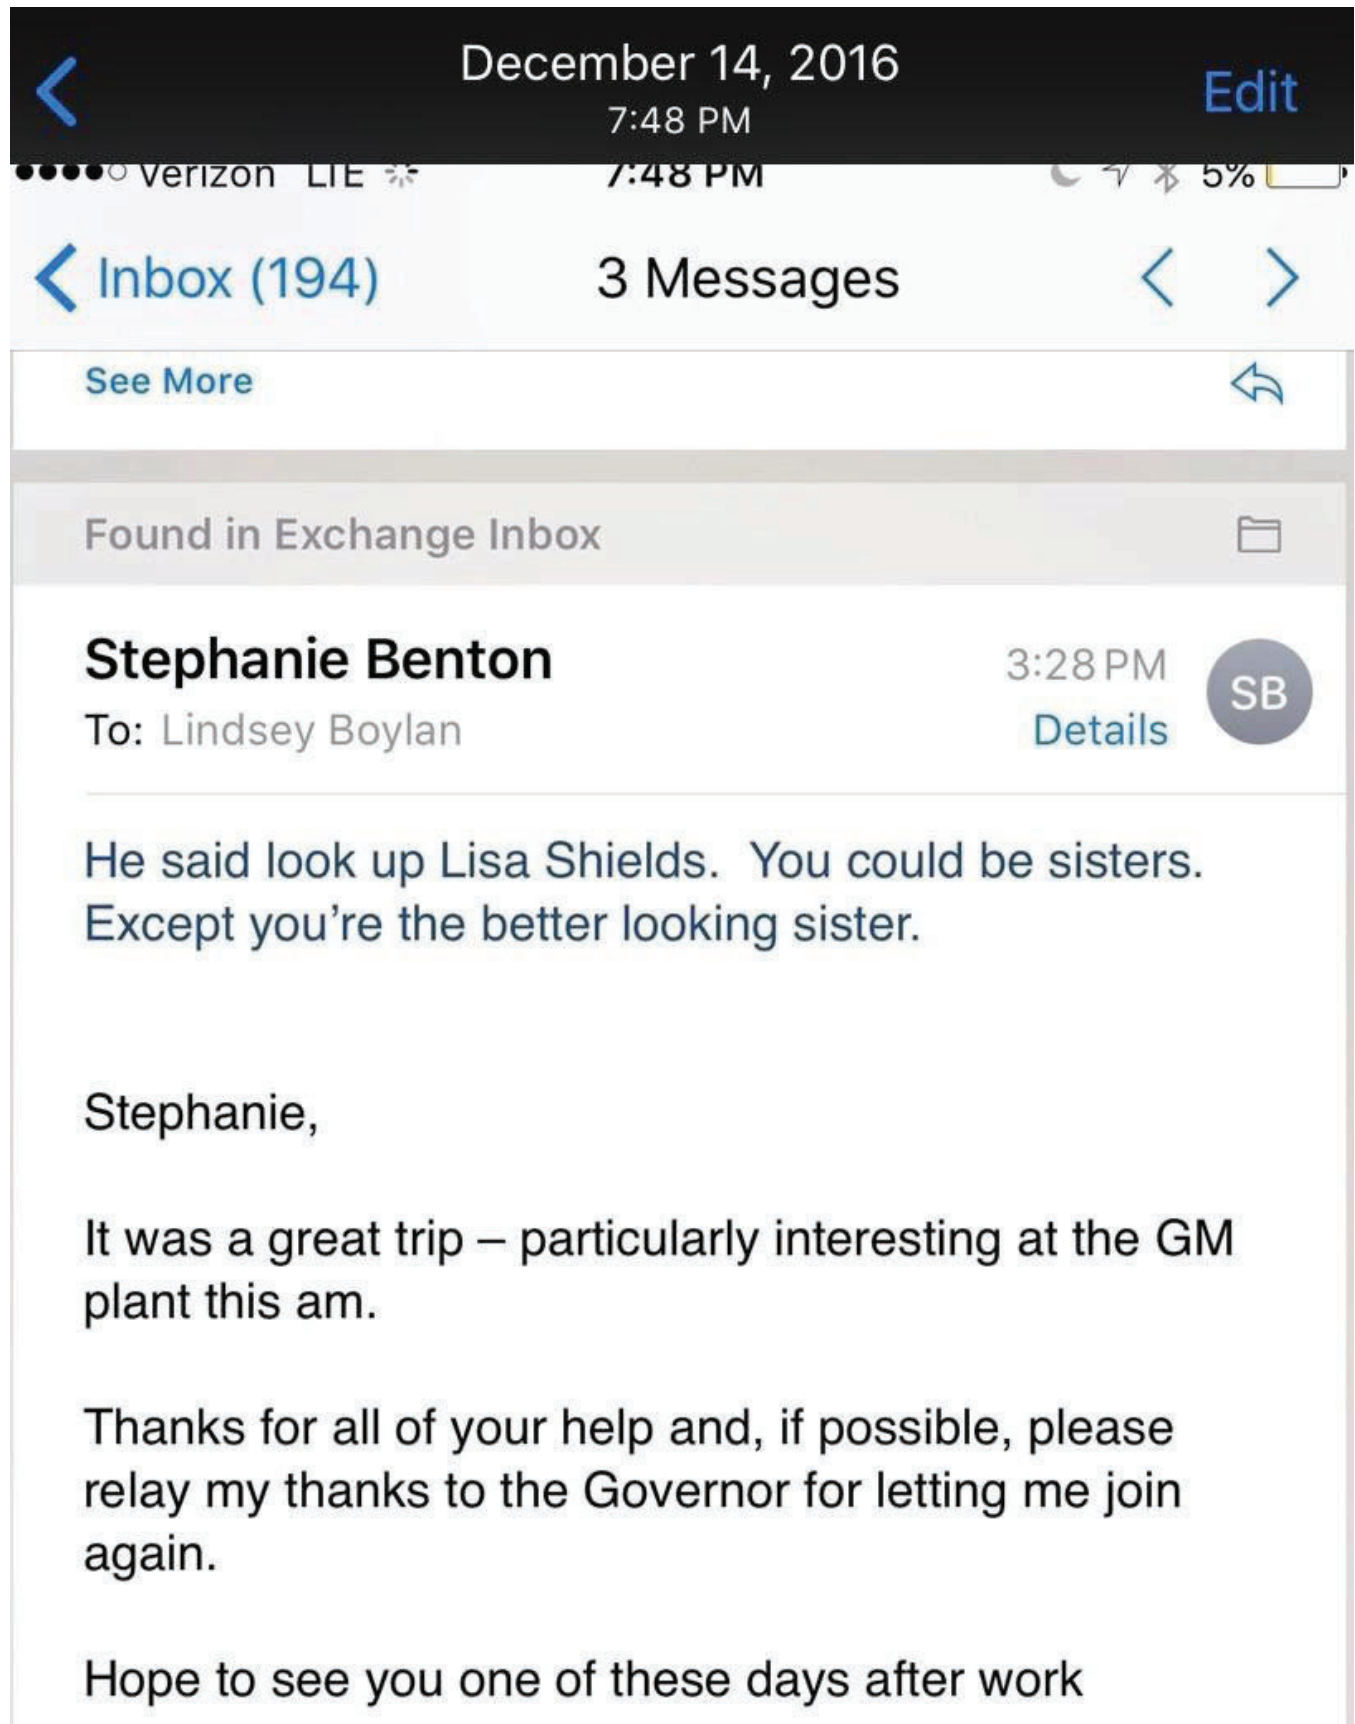 December 14, 2016
7:48 PM
Edit
Verizon LTE 7:48 PM 5%
Inbox (194) 3 Messages
See More
Found in Exchange Inbox
Stephanie Benton 3:28 PM SB
To: Lindsey Boylan Details
He said look up Lisa Shields.  You could be sisters.
Except you're the better looking sister.
Stephanie,
It was a great trip – particularly interesting at the GM
plant this am.
Thanks for all of your help and, if possible, please
relay my thanks to the Governor for letting me join
again.
Hope to see you one of these days after work